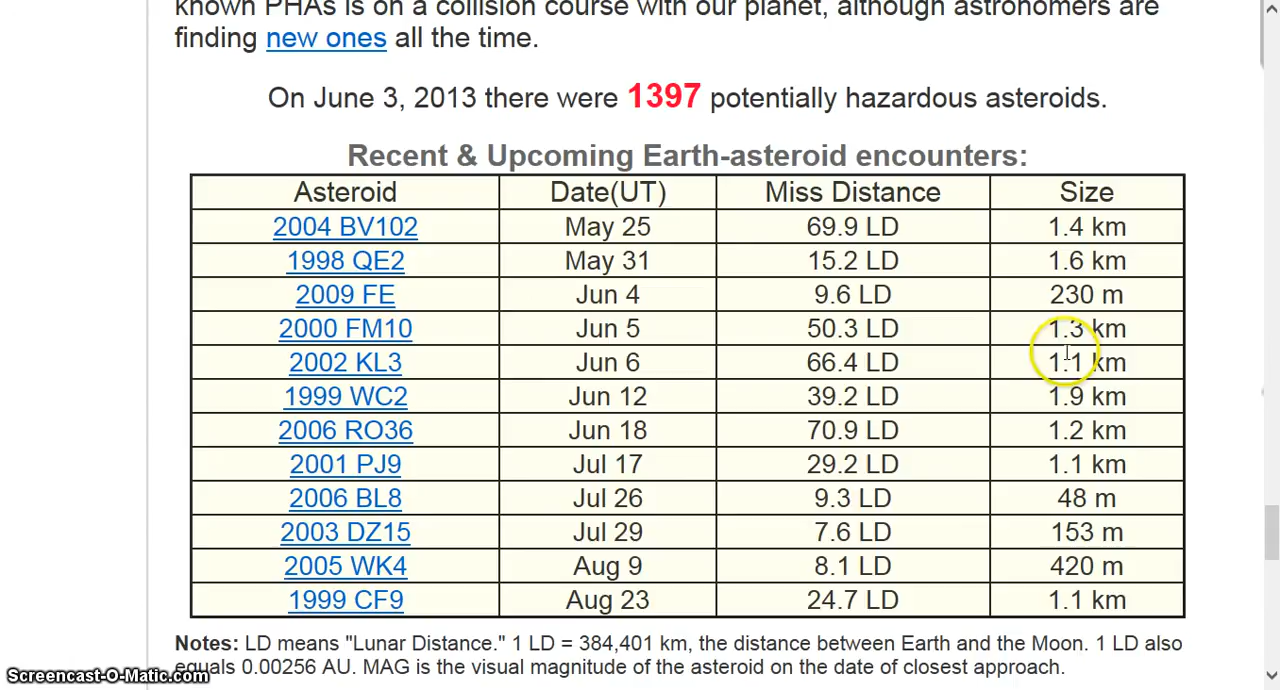 known PHAs is on a collision course with our planet, although astronomers are
finding new ones all the time.
On June 3, 2013 there were 1397 potentially hazardous asteroids.
Recent & Upcoming Earth-asteroid encounters:
Asteroid Date(UT) Miss Distance Size
2004 BV102 May 25 69.9 LD 1.4 km
1998 QE2 May 31 15.2 LD 1.6 km
2009 FE Jun 4 9.6 LD 230 m
2000 FM10 Jun 5 50.3 LD 1.3 km
2002 KL3 Jun 6 66.4 LD 1.1 km
1999 WC2 Jun 12 39.2 LD 1.9 km
2006 RO36 Jun 18 70.9 LD 1.2 km
2001 PJ9 Jul 17 29.2 LD 1.1 km
2006 BL8 Jul 26 9.3 LD 48 m
2003 DZ15 Jul 29 7.6 LD 153 m
2005 WK4 Aug 9 8.1 LD 420 m
1999 CF9 Aug 23 24.7 LD 1.1 km
Notes: LD means "Lunar Distance." 1 LD = 384,401 km, the distance between Earth and the Moon. 1 LD also
equals 0.00256 AU. MAG is the visual magnitude of the asteroid on the date of closest approach.
Screencast-O-Matic.com